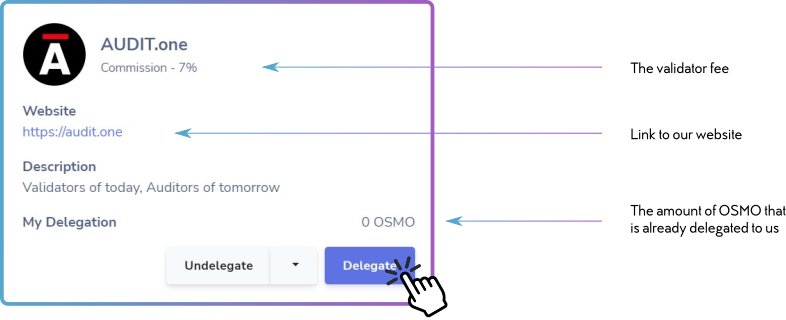 A
AUDIT.one
Commission - 7%
The validator fee
Website
https://audit.one
Link to our website
Description
Validators of today, Auditors of tomorrow
My Delegation
0 OSMO
The amount of OSMO that
is already delegated to us
Undelegate
Delegate